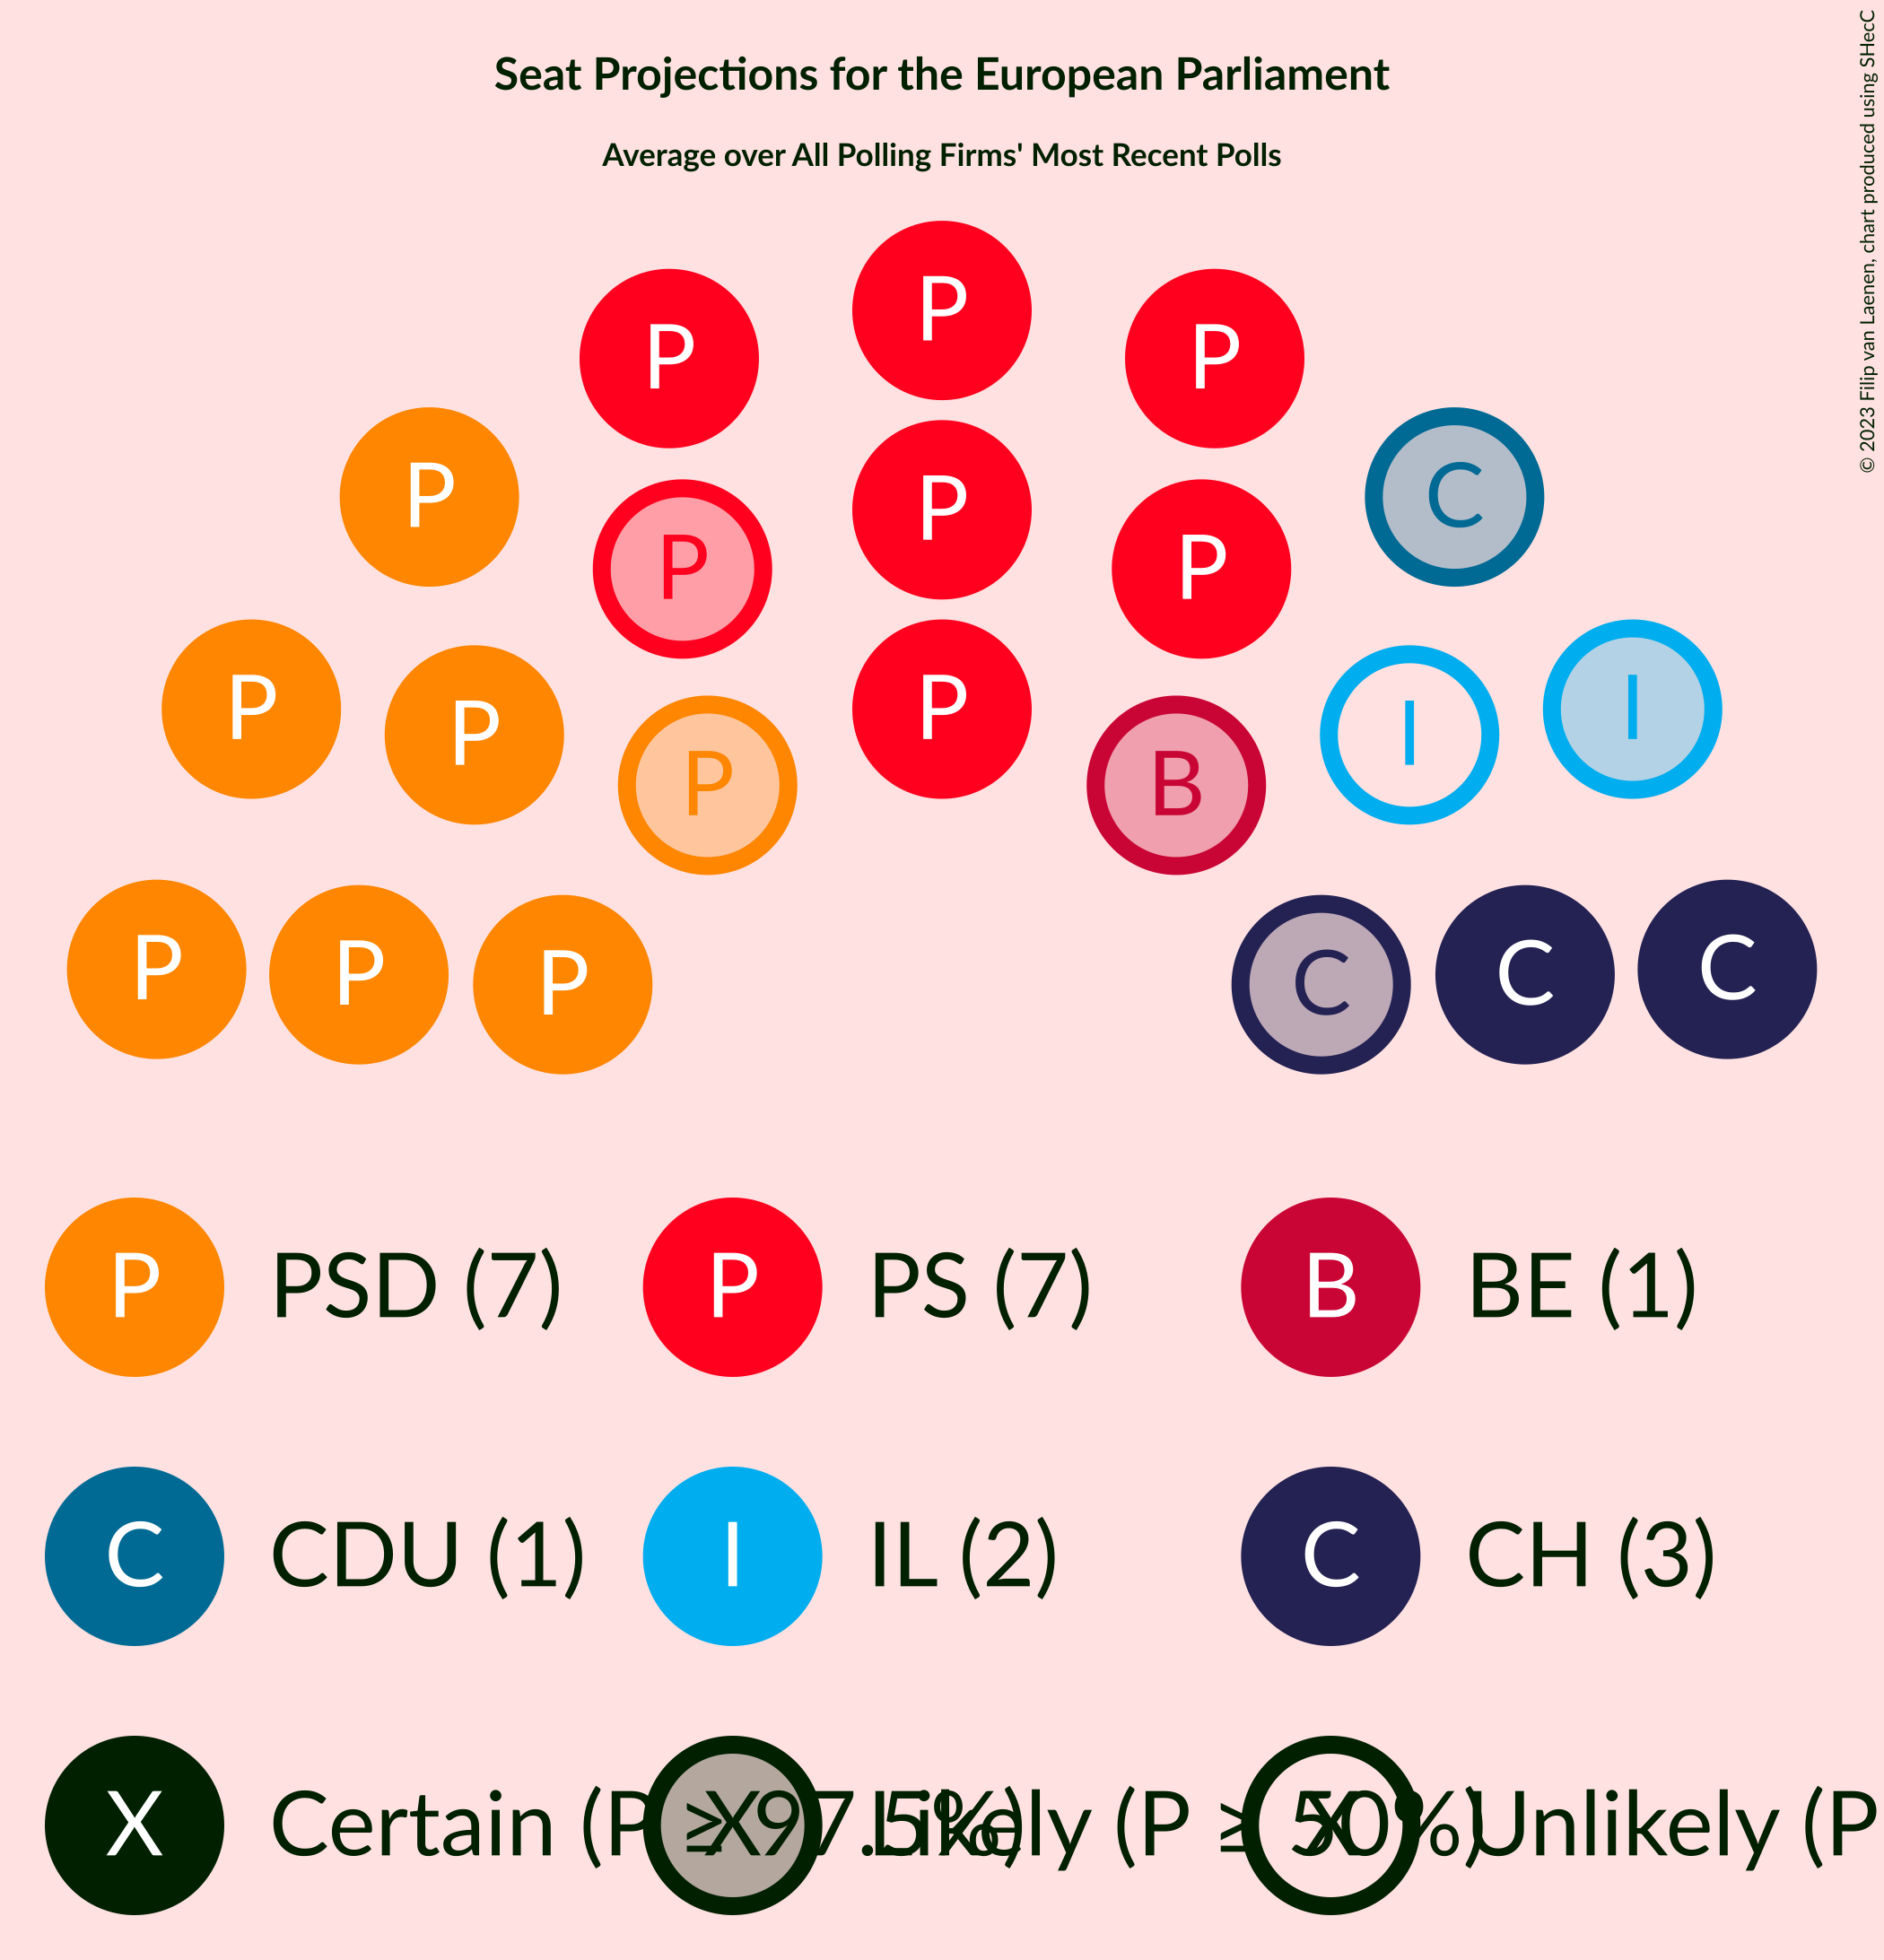 Seat Projections for the European Parliament
Average over All Polling Firms' Most Recent Polls
© 2023 Filip van Laenen, chart produced using SHecC
P
P P
P C
P
P P
P I
P P
P I
P B
P C
P C
P C
P PSD (7) P PS (7) B BE (1)
C CDU (1) I IL (2) C CH (3)
X Certain (P ≥ 97.5%) X Likely (P ≥ 50%) X Unlikely (P